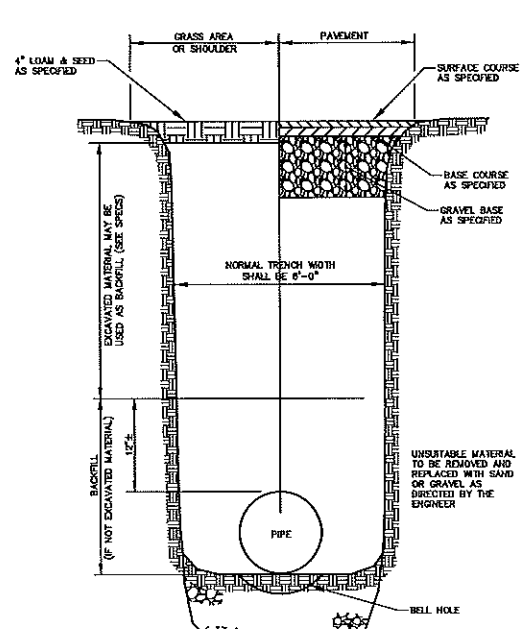 GRASS AREA
OR SHOULDER
PAVEMENT
4" LOAM & SEED
AS SPECIFIED
SURFACE COURSE
AS SPECIFIED
BASE COURSE
AS SPECIFIED
GRAVEL BASE
AS SPECIFIED
EXCAVATED MATERIAL MAY BE
USED AS BACKFILL (SEE SPECS)
NORMAL TRENCH WIDTH
SHALL BE 6'-0"
BACKFILL
(IF NOT EXCAVATED MATERIAL)
12"±
UNSUITABLE MATERIAL
TO BE REMOVED AND
REPLACED WITH SAND
OR GRAVEL AS
DIRECTED BY THE
ENGINEER
PIPE
BELL HOLE